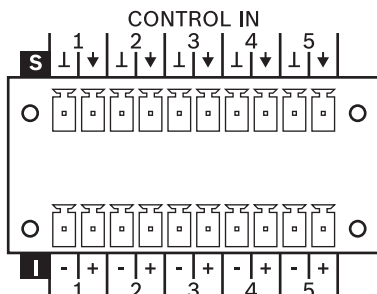 CONTROL IN
1 2 3 4 5
S ⊥ ↓ ⊥ ↓ ⊥ ↓ ⊥ ↓ ⊥ ↓
I - + - + - + - + - +
1 2 3 4 5